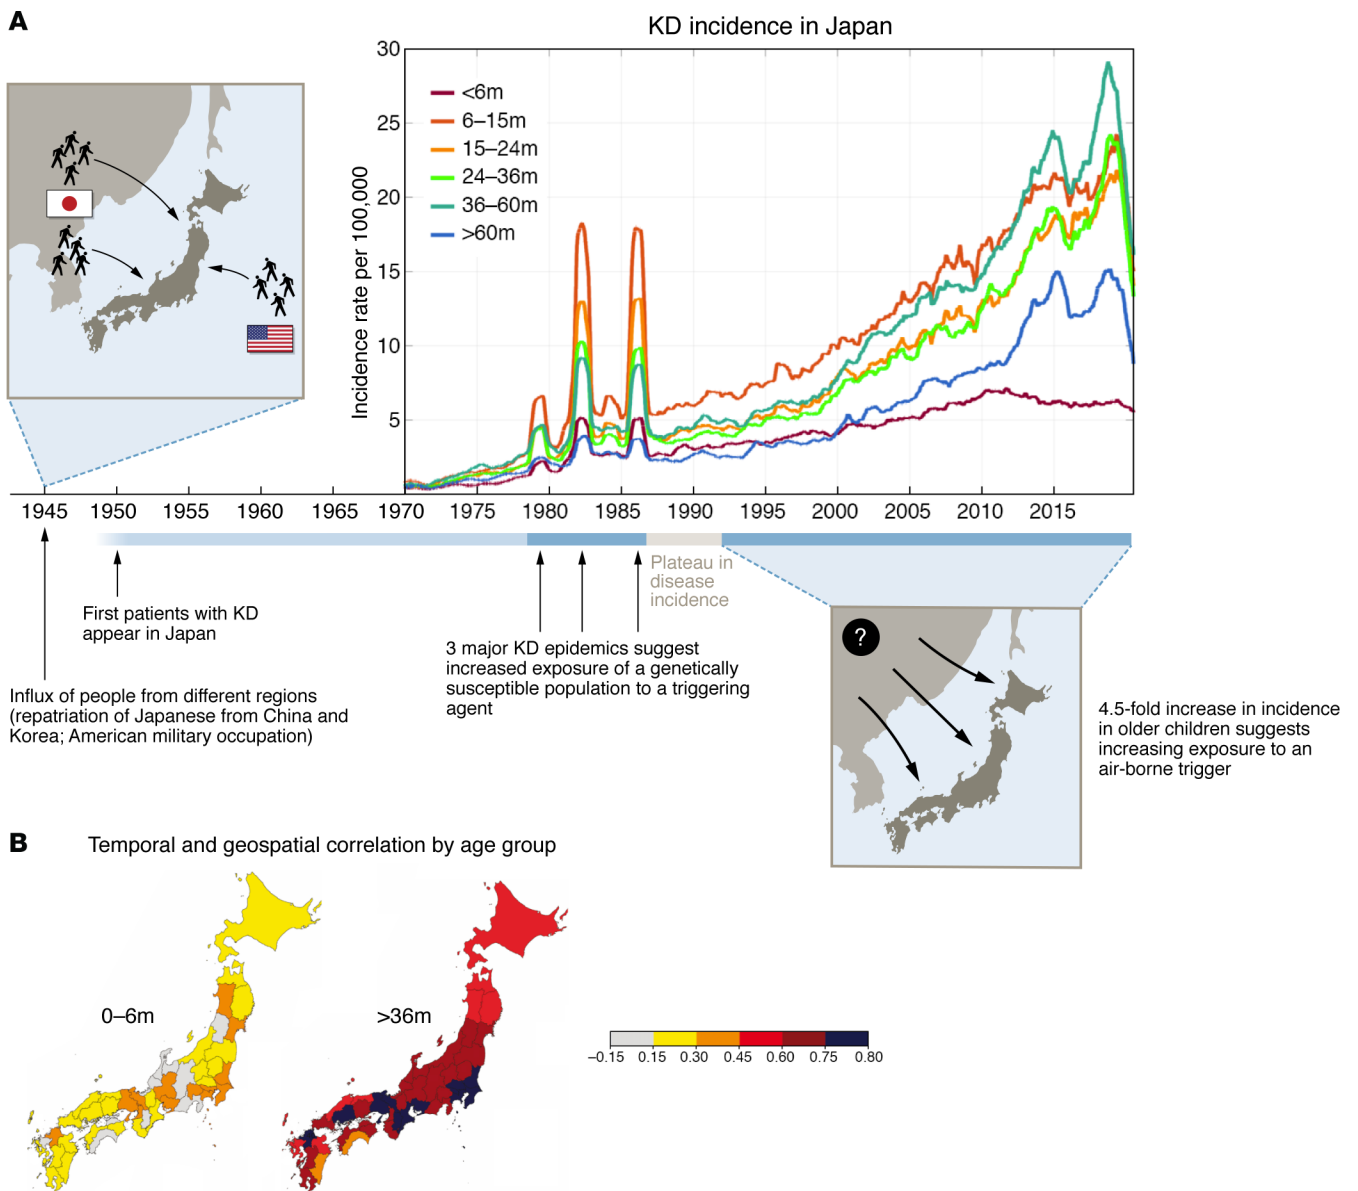 A
KD incidence in Japan
30
25
20
15
10
5
Incidence rate per 100,000
<6m
6–15m
15–24m
24–36m
36–60m
>60m
1945 1950 1955 1960 1965 1970 1975 1980 1985 1990 1995 2000 2005 2010 2015
Plateau in
disease
incidence
First patients with KD
appear in Japan
Influx of people from different regions
(repatriation of Japanese from China and
Korea; American military occupation)
3 major KD epidemics suggest
increased exposure of a genetically
susceptible population to a triggering
agent
?
4.5-fold increase in incidence
in older children suggests
increasing exposure to an
air-borne trigger
B
Temporal and geospatial correlation by age group
0–6m
>36m
–0.15 0.15 0.30 0.45 0.60 0.75 0.80